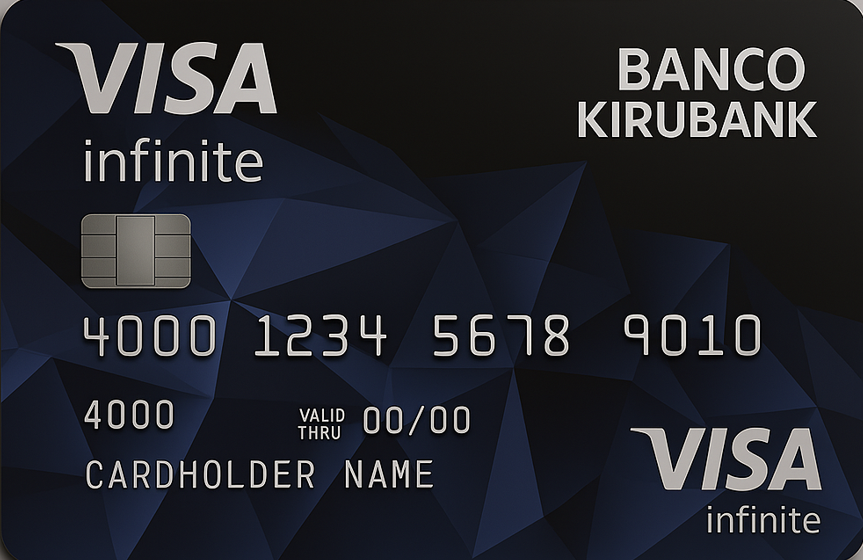 VISA
infinite
BANCO
KIRUBANK
4000 1234 5678 9010
4000
VALID
THRU
00/00
CARDHOLDER NAME
VISA
infinite